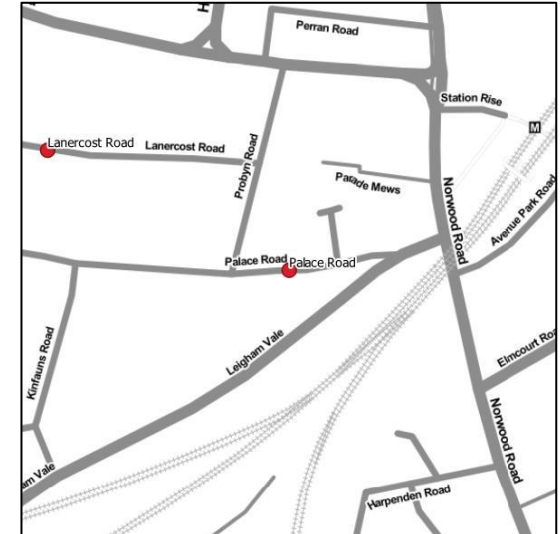 H
Perran Road
Station Rise
M
Lanercost Road
Lanercost Road
Probyn Road
Parade Mews
Norwood Road
Avenue Park Road
Palace Road
Palace Road
Leigham Vale
Kinfauns Road
Elmcourt Roa
Norwood Road
am Vale
Harpenden Road